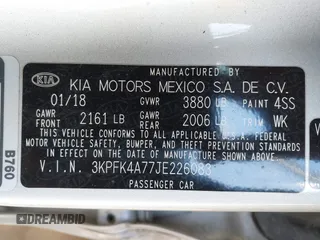 MANUFACTURED BY
KIA KIA MOTORS MEXICO S.A. DE C.V.
01/18 GVWR 3880 LB PAINT 4SS
GAWR FRONT 2161 LB GAWR REAR 2006 LB TRIM WK
THIS VEHICLE CONFORMS TO ALL APPLICABLE
U.S. FEDERAL MOTOR VEHICLE SAFETY,
BUMPER, AND THEFT PREVENTION STANDARDS IN
EFFECT ON THE DATE OF MANUFACTURE SHOWN ABOVE.
V.I.N. 3KPFK4A77JE226083
PASSENGER CAR
B760
DREAMBID